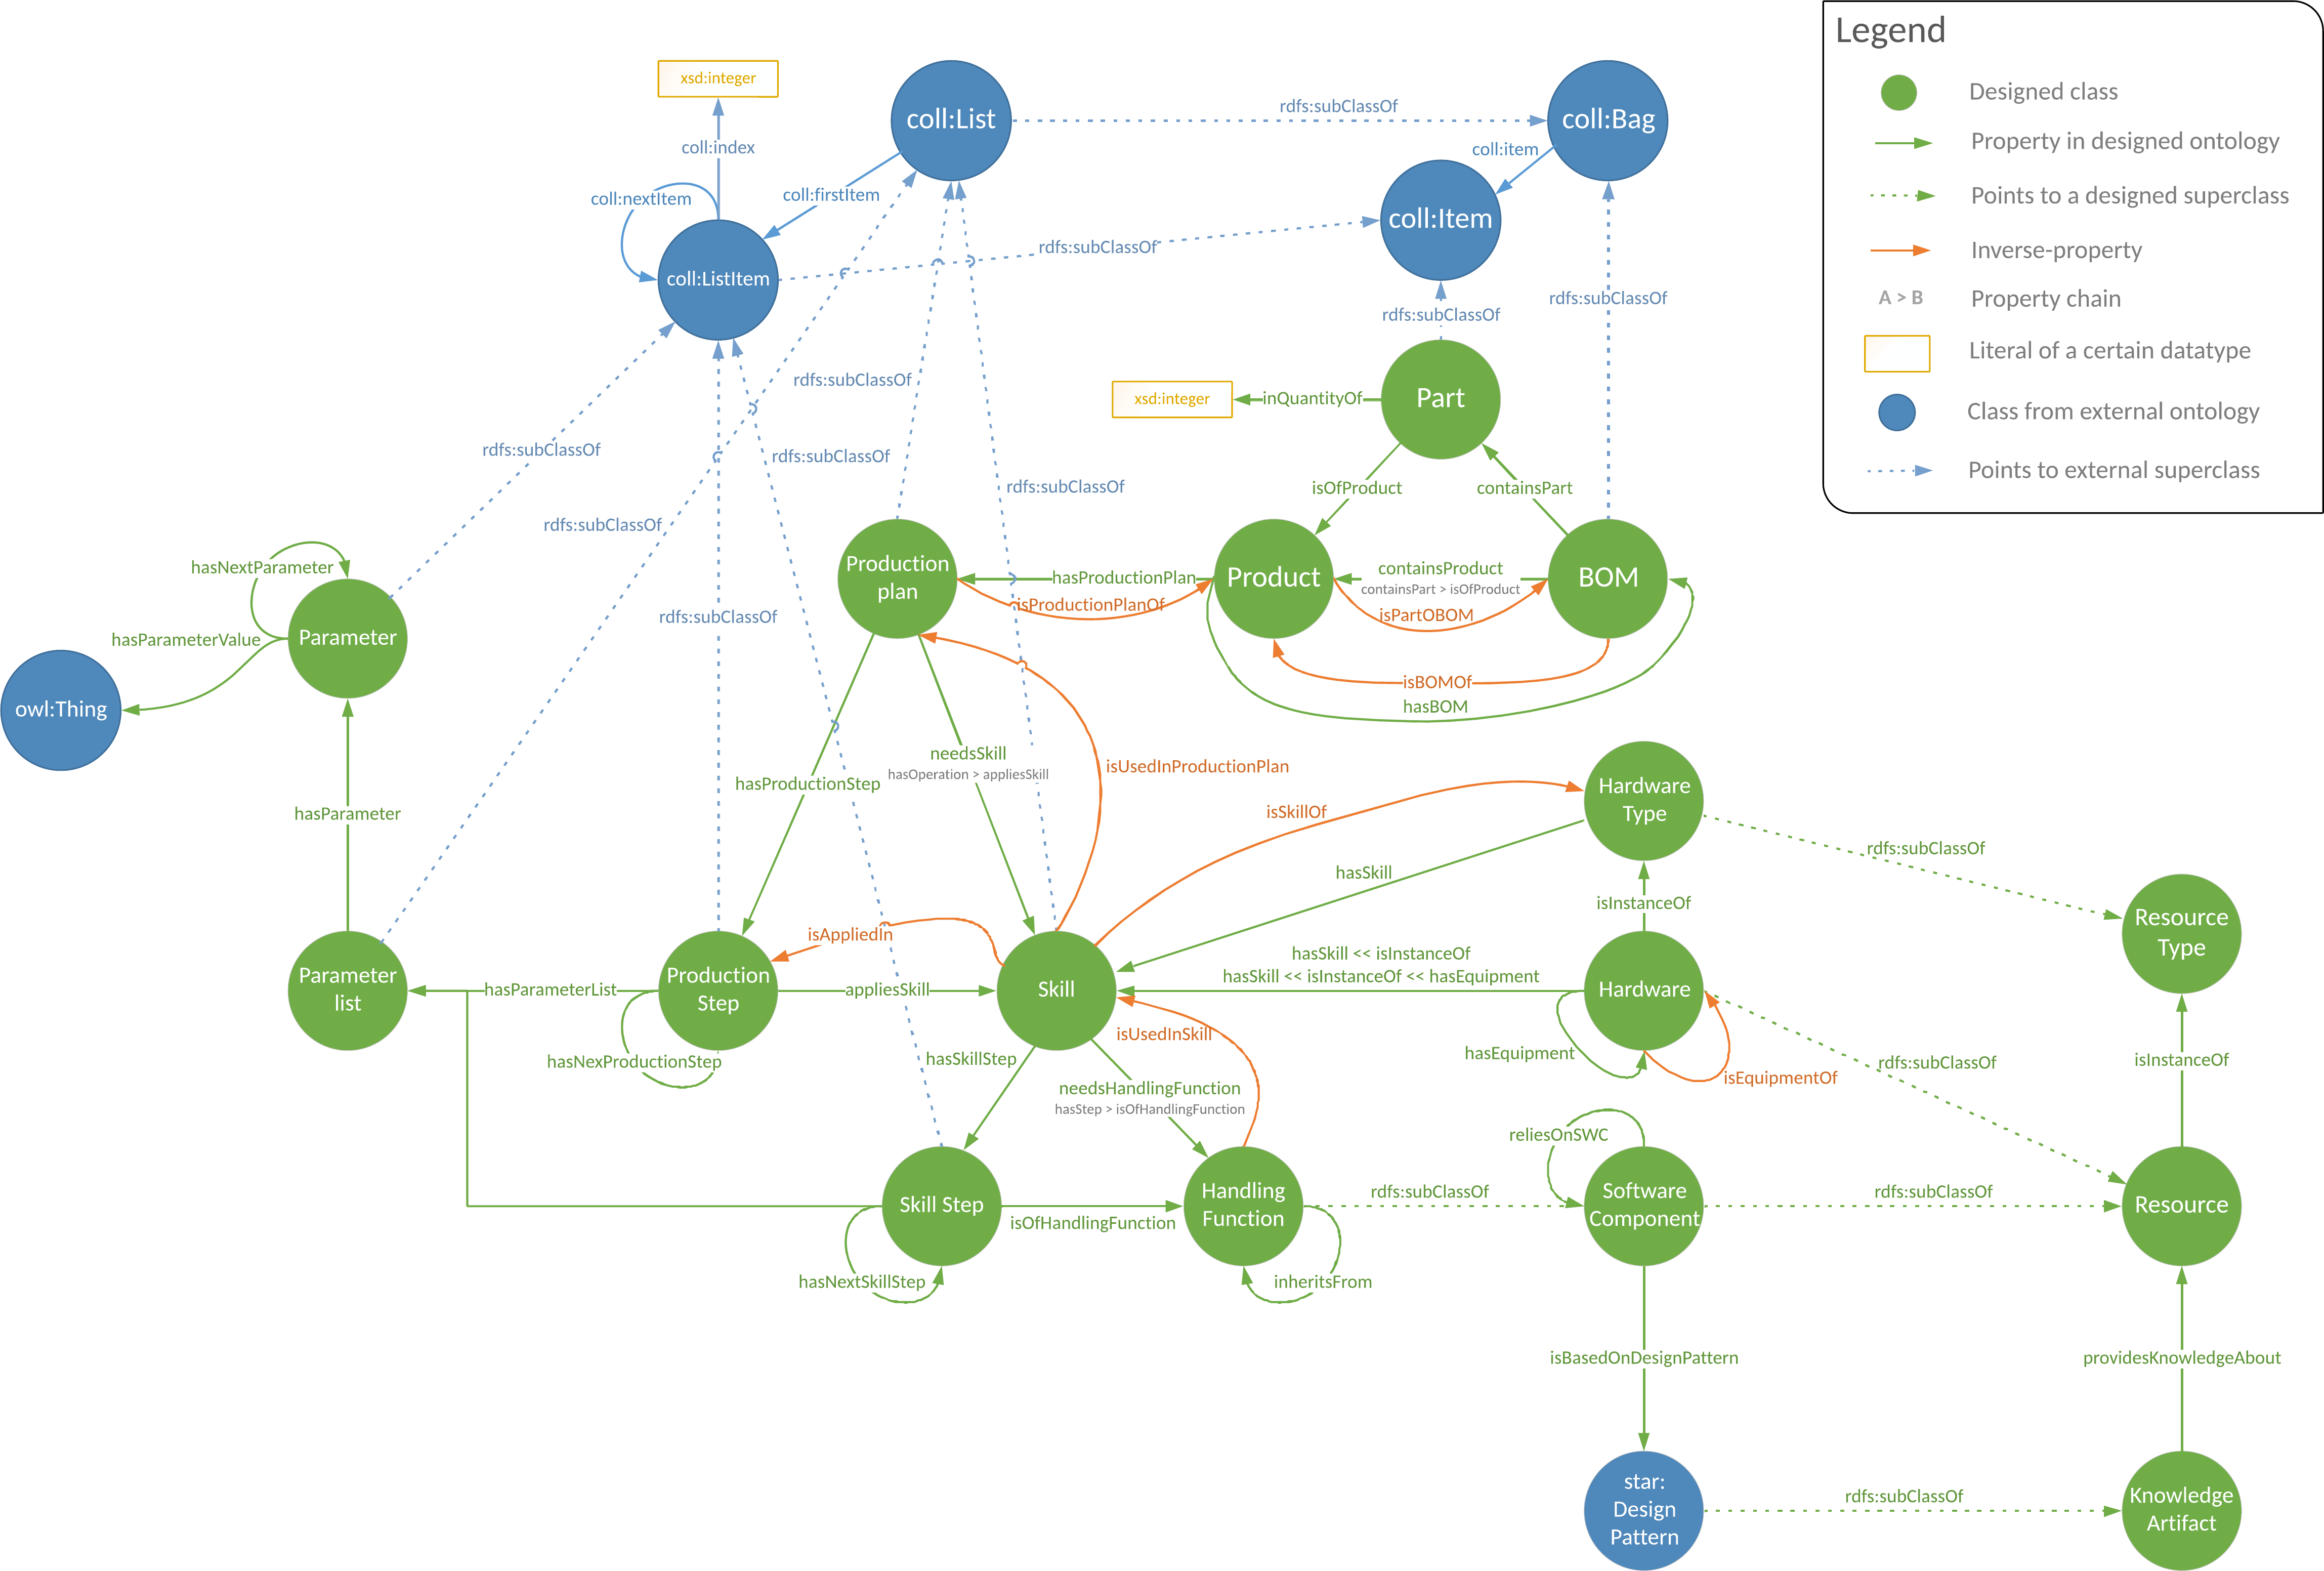 Legend
Designed class
Property in designed ontology
Points to a designed superclass
Inverse-property
A > B
Property chain
Literal of a certain datatype
Class from external ontology
Points to external superclass
xsd:integer
coll:List
rdfs:subClassOf
coll:Bag
coll:index
coll:item
coll:nextItem
coll:firstItem
coll:Item
rdfs:subClassOf
coll:ListItem
rdfs:subClassOf
rdfs:subClassOf
rdfs:subClassOf
xsd:integer
inQuantityOf
Part
rdfs:subClassOf
rdfs:subClassOf
rdfs:subClassOf
isOfProduct
containsPart
rdfs:subClassOf
hasNextParameter
Production
plan
hasProductionPlan
isProductionPlanOf
Product
containsProduct
containsPart > isOfProduct
isPartOBOM
BOM
rdfs:subClassOf
Parameter
hasParameterValue
owl:Thing
isBOMOf
hasBOM
needsSkill
hasOperation > appliesSkill
isUsedInProductionPlan
hasProductionStep
Hardware
Type
isSkillOf
hasParameter
rdfs:subClassOf
hasSkill
isInstanceOf
Resource
Type
isAppliedIn
hasSkill << isInstanceOf
hasSkill << isInstanceOf << hasEquipment
Parameter
list
hasParameterList
Production
Step
appliesSkill
Skill
Hardware
isUsedInSkill
hasNexProductionStep
hasSkillStep
hasEquipment
isEquipmentOf
rdfs:subClassOf
isInstanceOf
needsHandlingFunction
hasStep > isOfHandlingFunction
reliesOnSWC
Skill Step
isOfHandlingFunction
Handling
Function
rdfs:subClassOf
Software
Component
rdfs:subClassOf
Resource
hasNextSkillStep
inheritsFrom
isBasedOnDesignPattern
providesKnowledgeAbout
star:
Design
Pattern
rdfs:subClassOf
Knowledge
Artifact